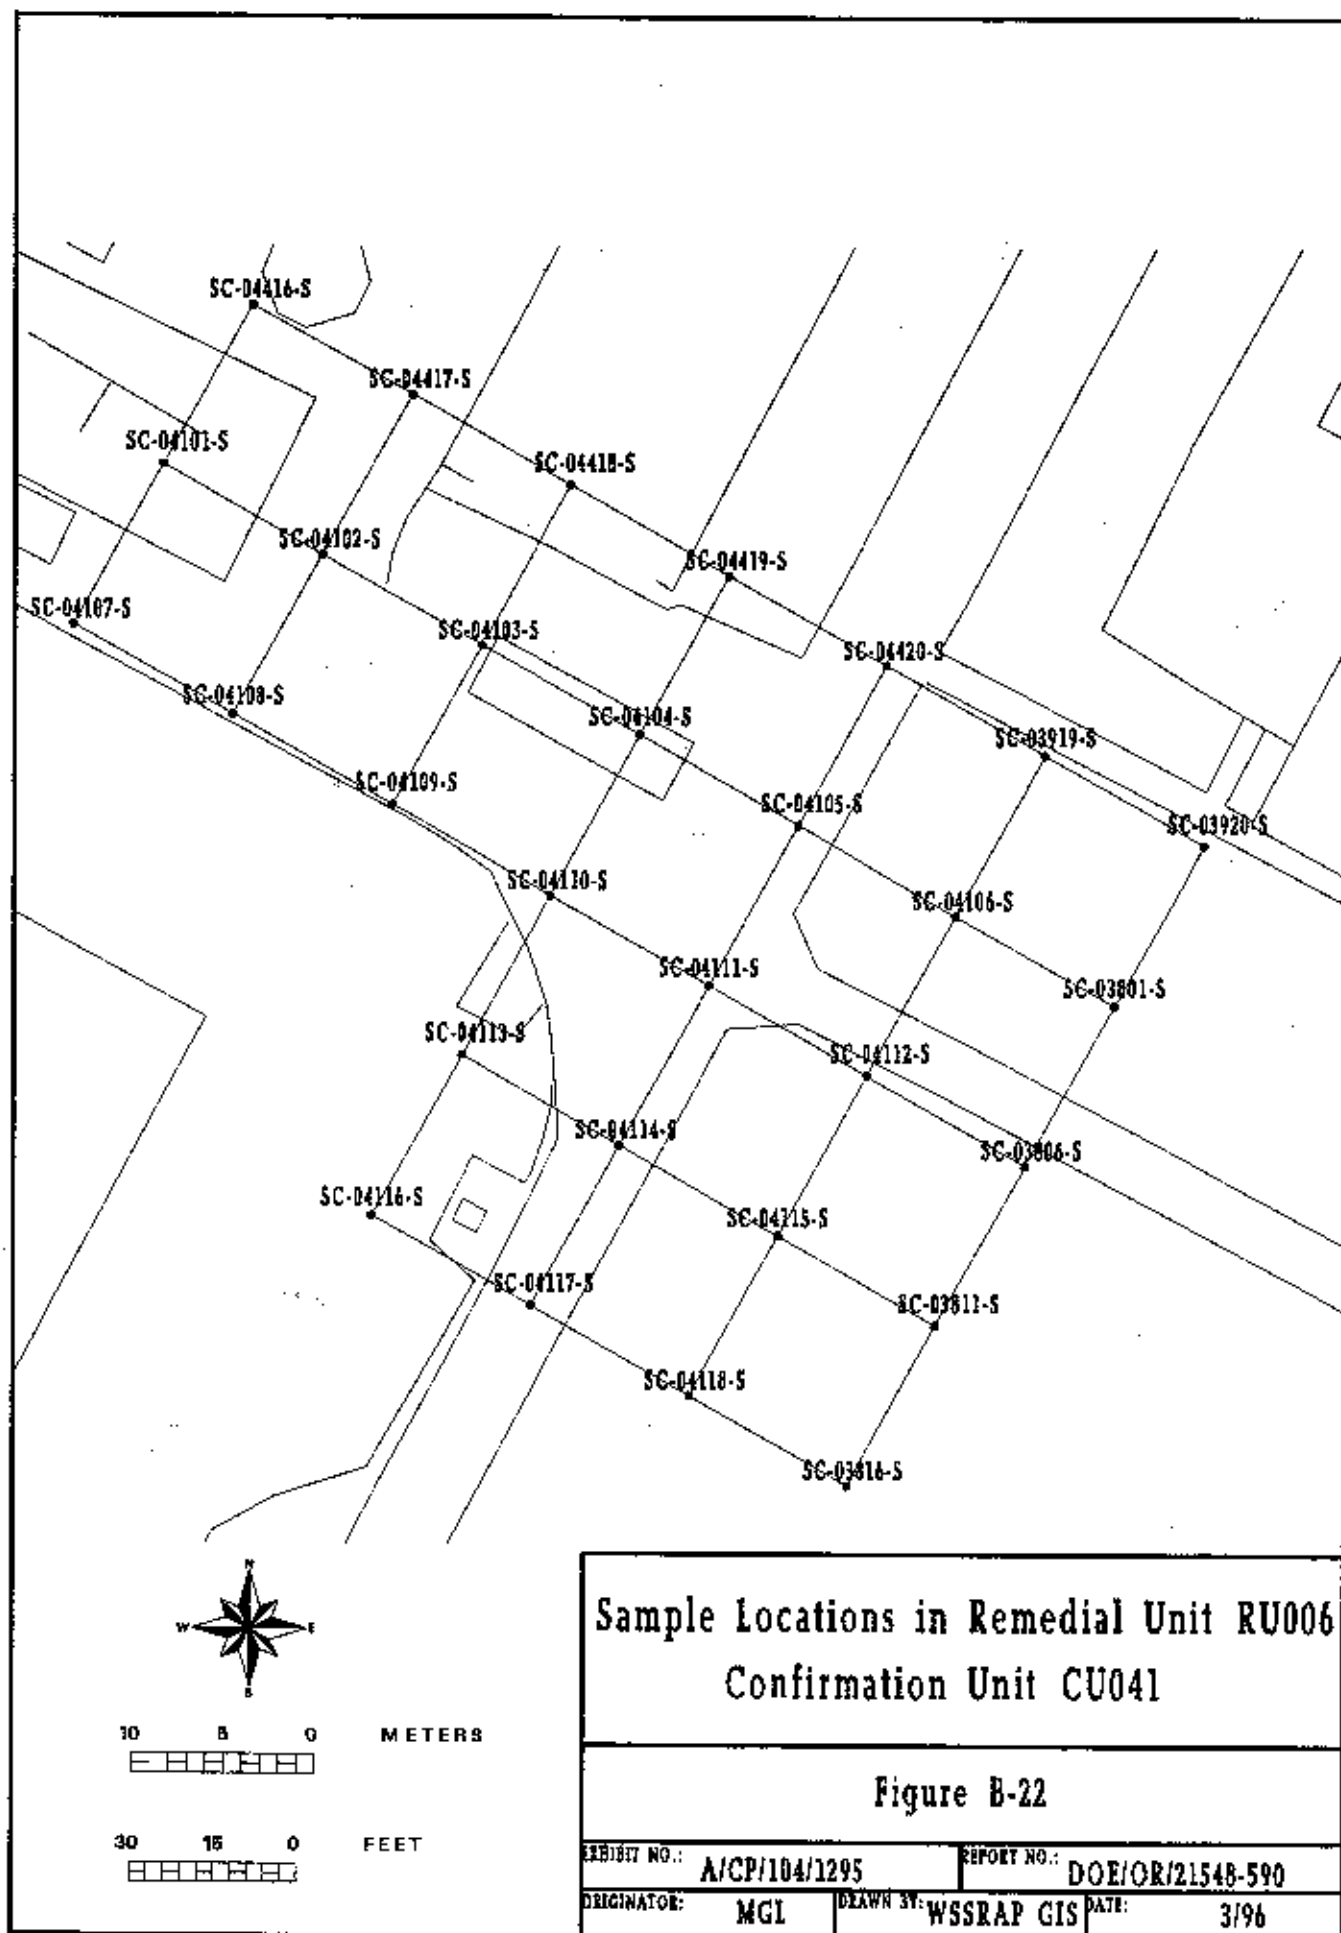 SC-04416-S
SC-04417-S
SC-04101-S
SC-04418-S
SC-04102-S
SC-04419-S
SC-04107-S
SC-04103-S
SC-04420-S
SC-04108-S
SC-04104-S
SC-03919-S
SC-04109-S
SC-04105-S
SC-03920-S
SC-04110-S
SC-04106-S
SC-04111-S
SC-03801-S
SC-04113-S
SC-04112-S
SC-04114-S
SC-03806-S
SC-04116-S
SC-04115-S
SC-04117-S
SC-03811-S
SC-04118-S
SC-03816-S
N
W E
S
10 5 0 METERS
30 15 0 FEET
Sample Locations in Remedial Unit RU006
Confirmation Unit CU041
Figure B-22
EXHIBIT NO.: A/CP/104/1295 REPORT NO.: DOE/OR/21548-590
ORIGINATOR: MGL DRAWN BY: WSSRAP GIS DATE: 3/96